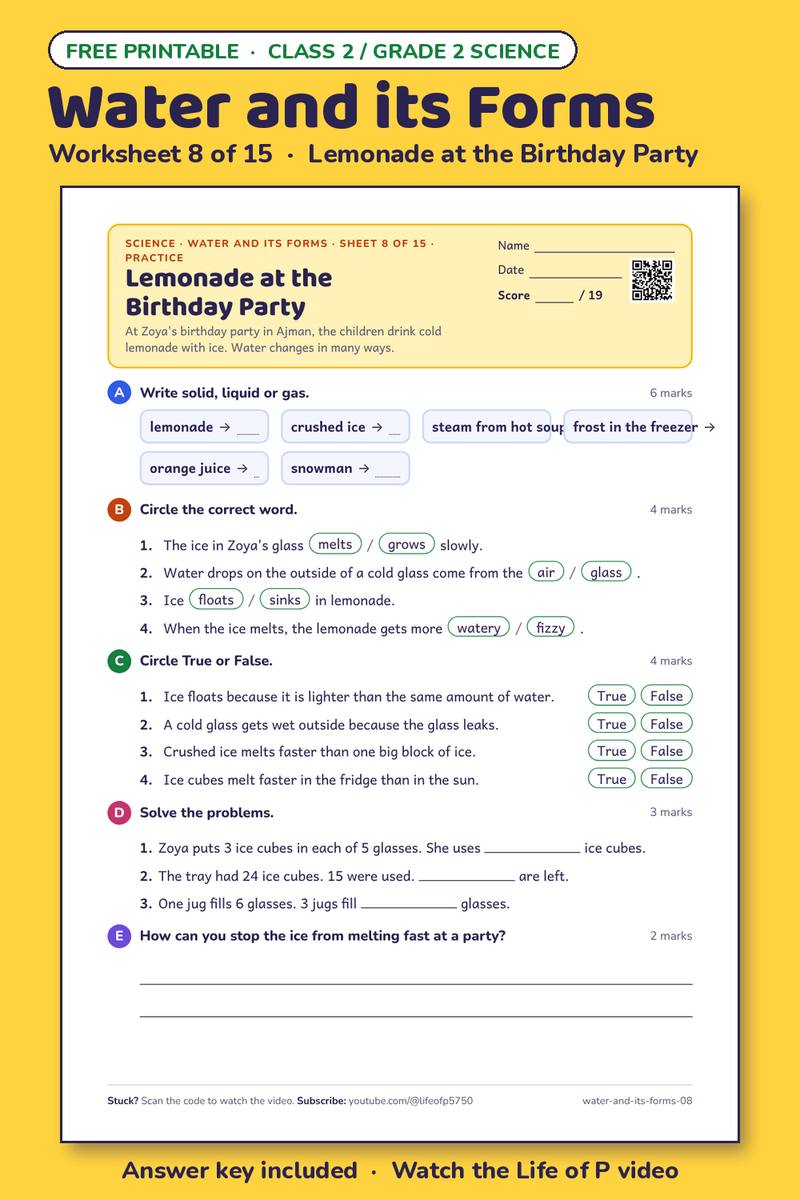 FREE PRINTABLE · CLASS 2 / GRADE 2 SCIENCE
Water and its Forms
Worksheet 8 of 15 · Lemonade at the Birthday Party
SCIENCE · WATER AND ITS FORMS · SHEET 8 OF 15 ·
PRACTICE
Lemonade at the
Birthday Party
At Zoya's birthday party in Ajman, the children drink cold
lemonade with ice. Water changes in many ways.
Name ____
Date ____
Score ____ / 19
A Write solid, liquid or gas. 6 marks
lemonade → ____ crushed ice → ____ steam from hot soup frost in the freezer →
orange juice → ____ snowman → ____
B Circle the correct word. 4 marks
1. The ice in Zoya's glass melts / grows slowly.
2. Water drops on the outside of a cold glass come from the air / glass .
3. Ice floats / sinks in lemonade.
4. When the ice melts, the lemonade gets more watery / fizzy .
C Circle True or False. 4 marks
1. Ice floats because it is lighter than the same amount of water. True False
2. A cold glass gets wet outside because the glass leaks. True False
3. Crushed ice melts faster than one big block of ice. True False
4. Ice cubes melt faster in the fridge than in the sun. True False
D Solve the problems. 3 marks
1. Zoya puts 3 ice cubes in each of 5 glasses. She uses ____ ice cubes.
2. The tray had 24 ice cubes. 15 were used. ____ are left.
3. One jug fills 6 glasses. 3 jugs fill ____ glasses.
E How can you stop the ice from melting fast at a party? 2 marks
Stuck? Scan the code to watch the video. Subscribe: youtube.com/@lifeofp5750 water-and-its-forms-08
Answer key included · Watch the Life of P video